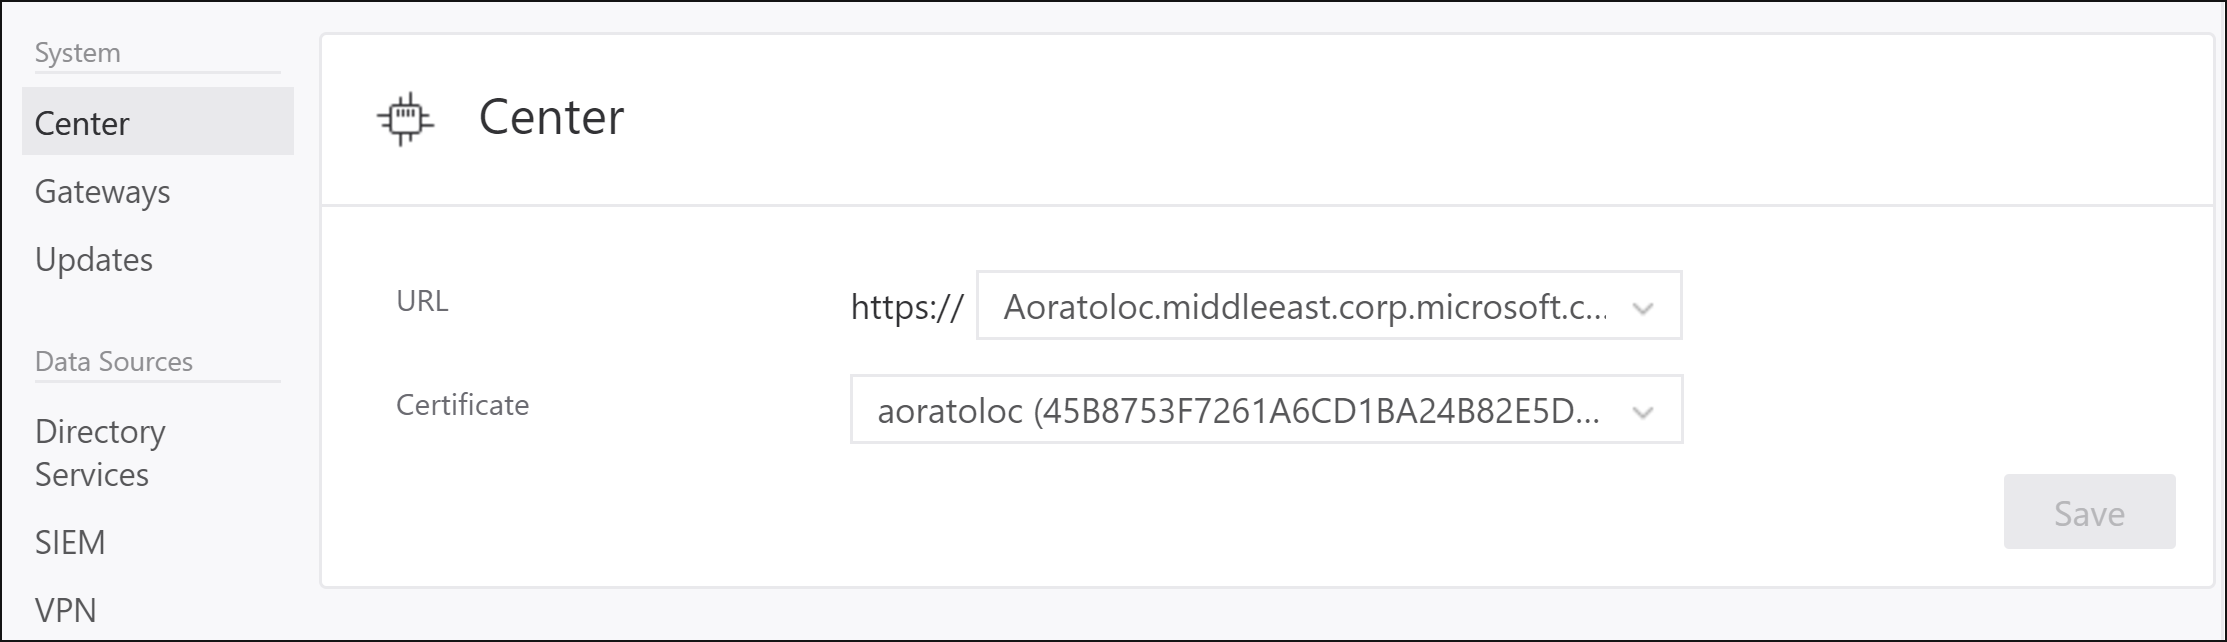 System
Center
Gateways
Updates
Data Sources
Directory
Services
SIEM
VPN
Center
URL
https:// Aoratoloc.middleeast.corp.microsoft.c...
Certificate
aoratoloc (45B8753F7261A6CD1BA24B82E5D...
Save